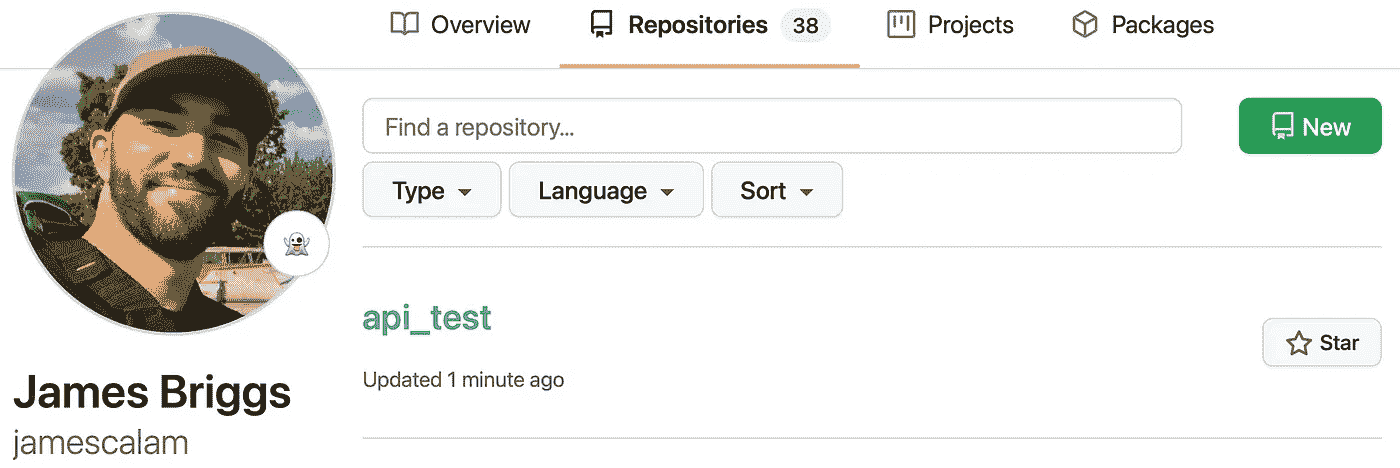 Overview Repositories 38 Projects Packages
Find a repository...
New
Type Language Sort
api_test
Star
Updated 1 minute ago
James Briggs
jamescalam